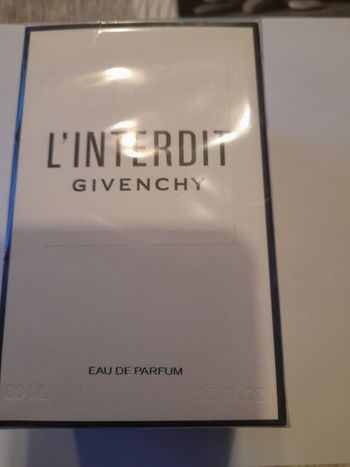 L'INTERDIT
GIVENCHY
EAU DE PARFUM